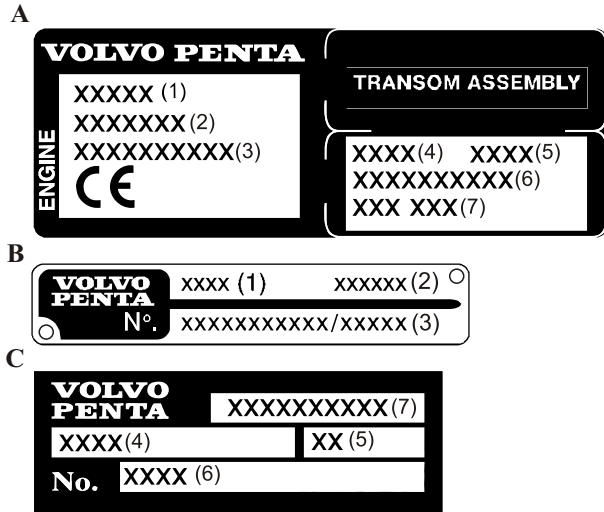 A
VOLVO PENTA
ENGINE
XXXXX (1)
XXXXXXX (2)
XXXXXXXXXX(3)
CE
TRANSOM ASSEMBLY
XXXX(4) XXXX(5)
XXXXXXXXXX(6)
XXX XXX(7)
B
VOLVO
PENTA
Nº.
xxxx (1) xxxxxx(2)
xxxxxxxxxxx/xxxxx(3)
C
VOLVO
PENTA
XXXXXXXXXX(7)
XXXX(4) XX (5)
No. XXXX (6)